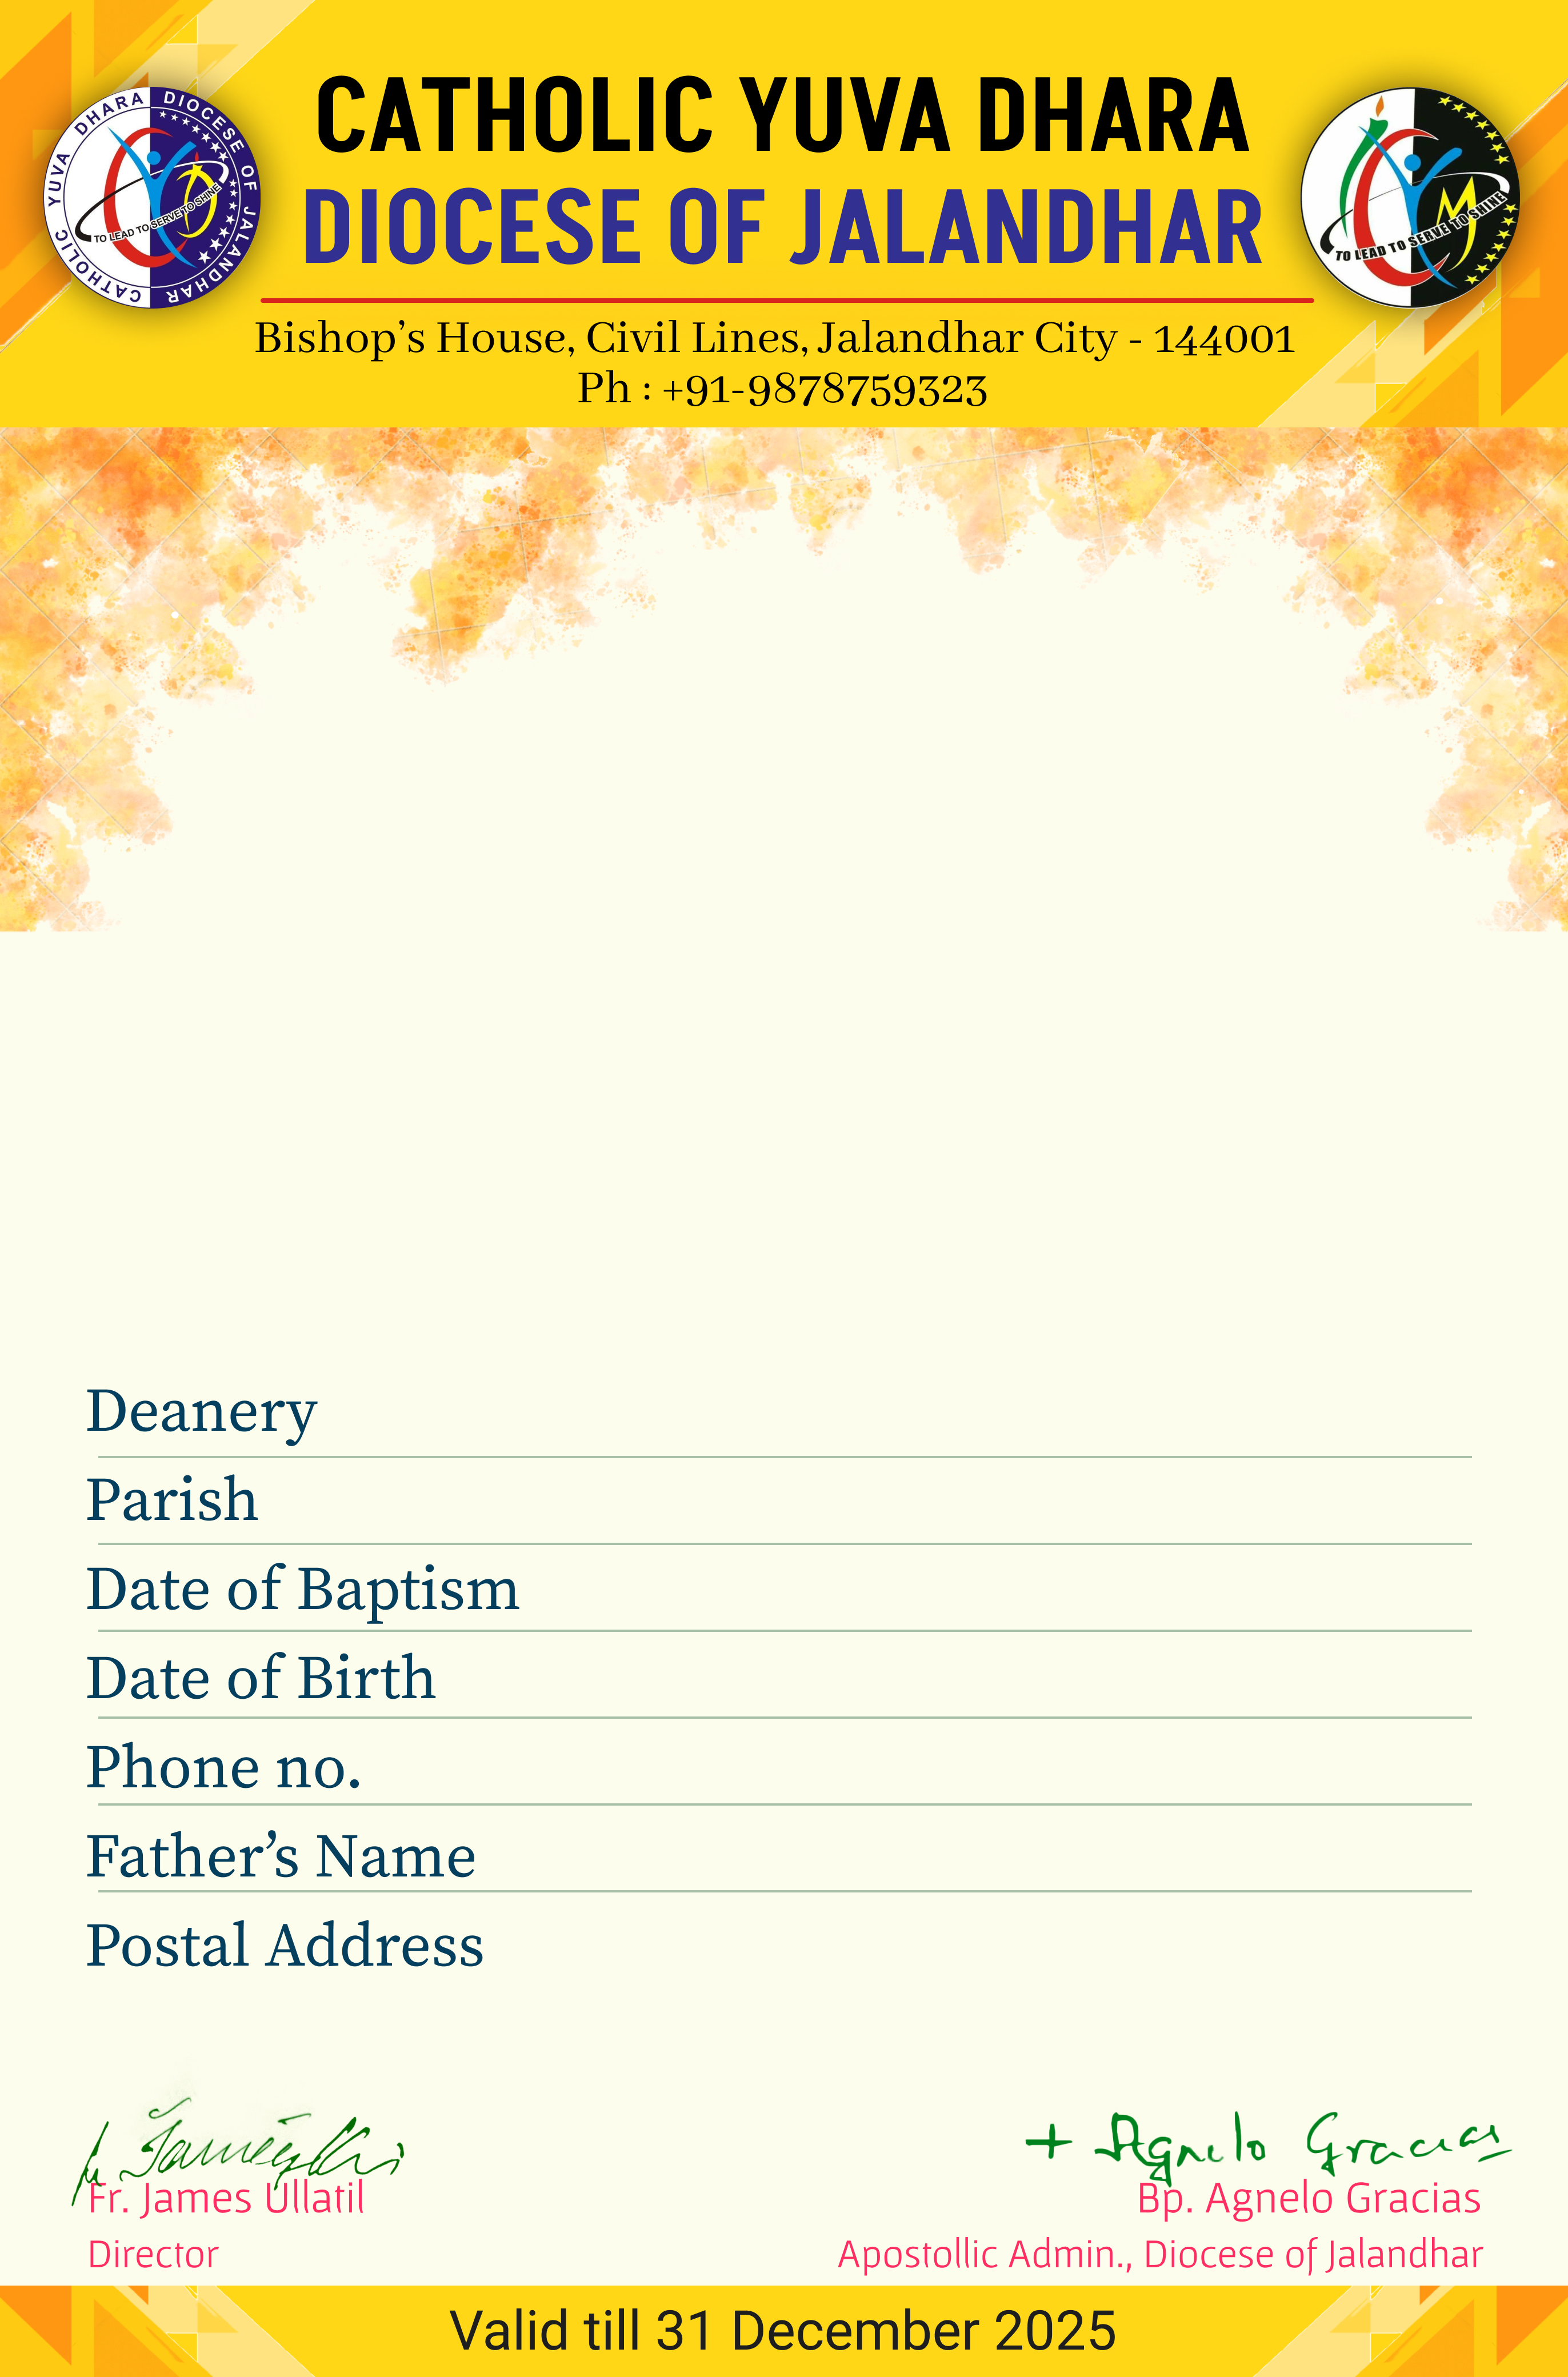 CATHOLIC YUVA DHARA
DIOCESE OF JALANDHAR
CATHOLIC YUVA DHARA DIOCESE OF JALANDHAR
TO LEAD TO SERVE TO SHINE
CYM
TO LEAD TO SERVE TO SHINE
Bishop’s House, Civil Lines, Jalandhar City - 144001
Ph : +91-9878759323
Deanery
Parish
Date of Baptism
Date of Birth
Phone no.
Father’s Name
Postal Address
+ Agnelo Gracias
Fr. James Ullatil
Bp. Agnelo Gracias
Director
Apostollic Admin., Diocese of Jalandhar
Valid till 31 December 2025